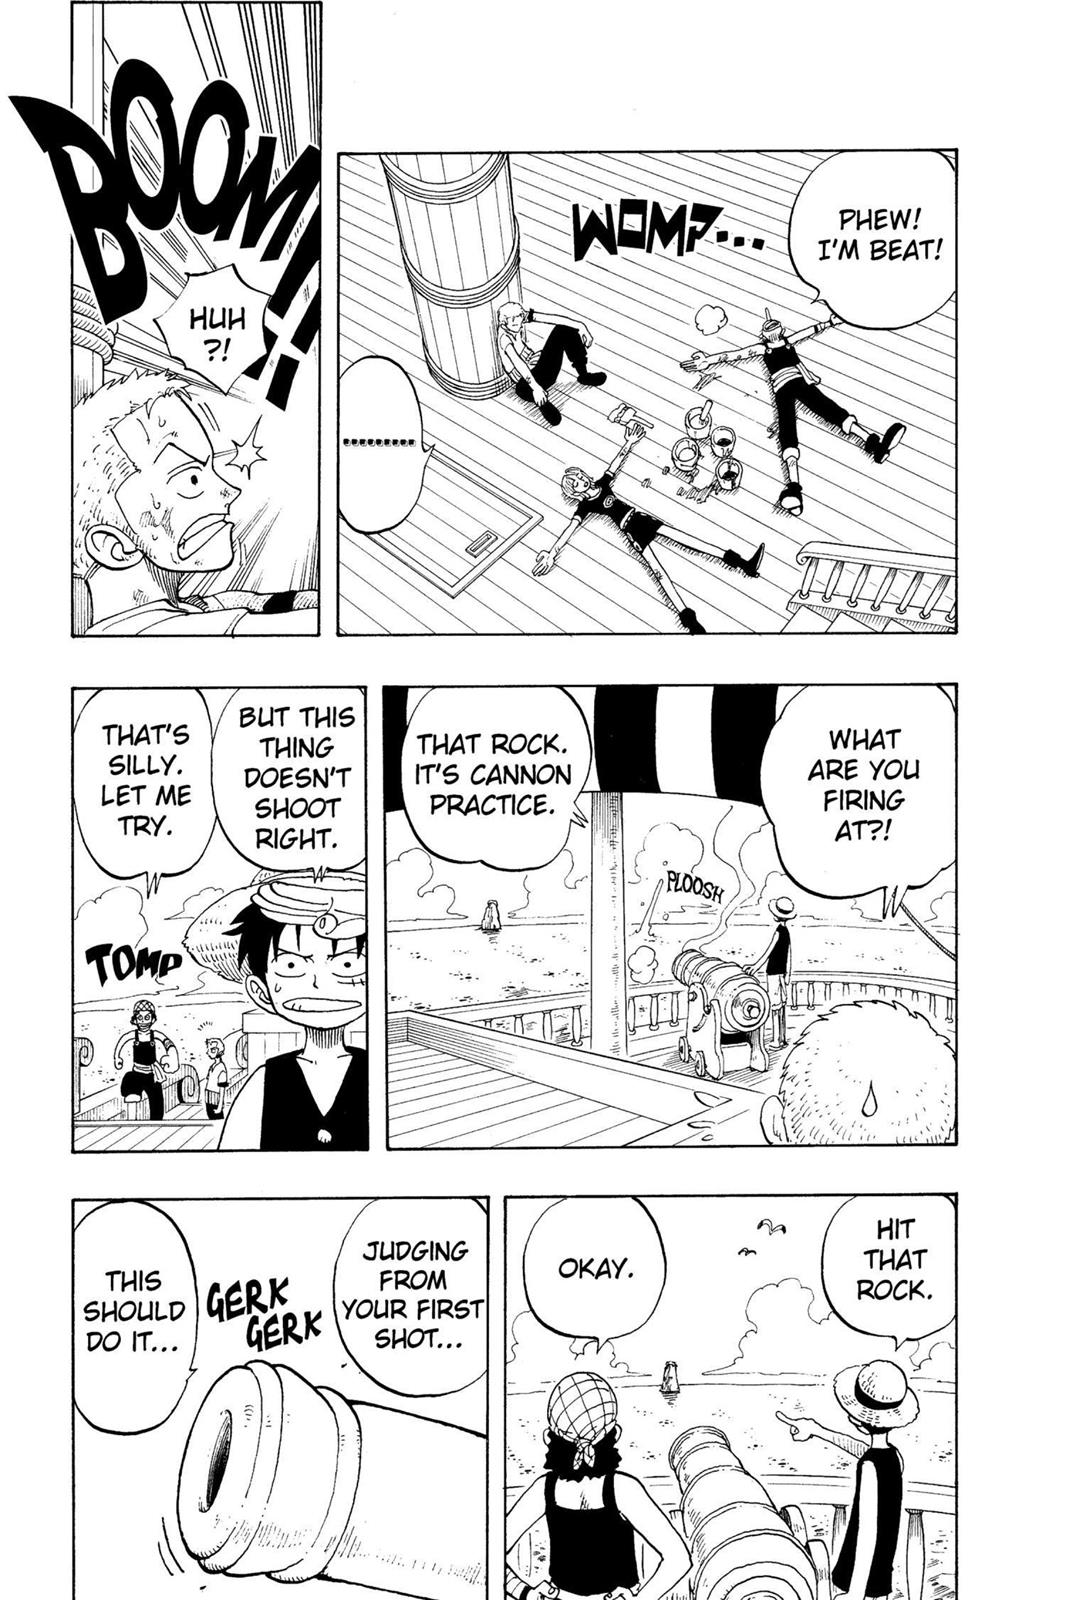 PHEW!
I'M BEAT!
WOMP...
..........
BOOM!!
HUH
?!
WHAT
ARE YOU
FIRING
AT?!
THAT ROCK.
IT'S CANNON
PRACTICE.
PLOOSH
BUT THIS
THING
DOESN'T
SHOOT
RIGHT.
THAT'S
SILLY.
LET ME
TRY.
TOMP
HIT
THAT
ROCK.
OKAY.
JUDGING
FROM
YOUR FIRST
SHOT...
GERK
GERK
THIS
SHOULD
DO IT...